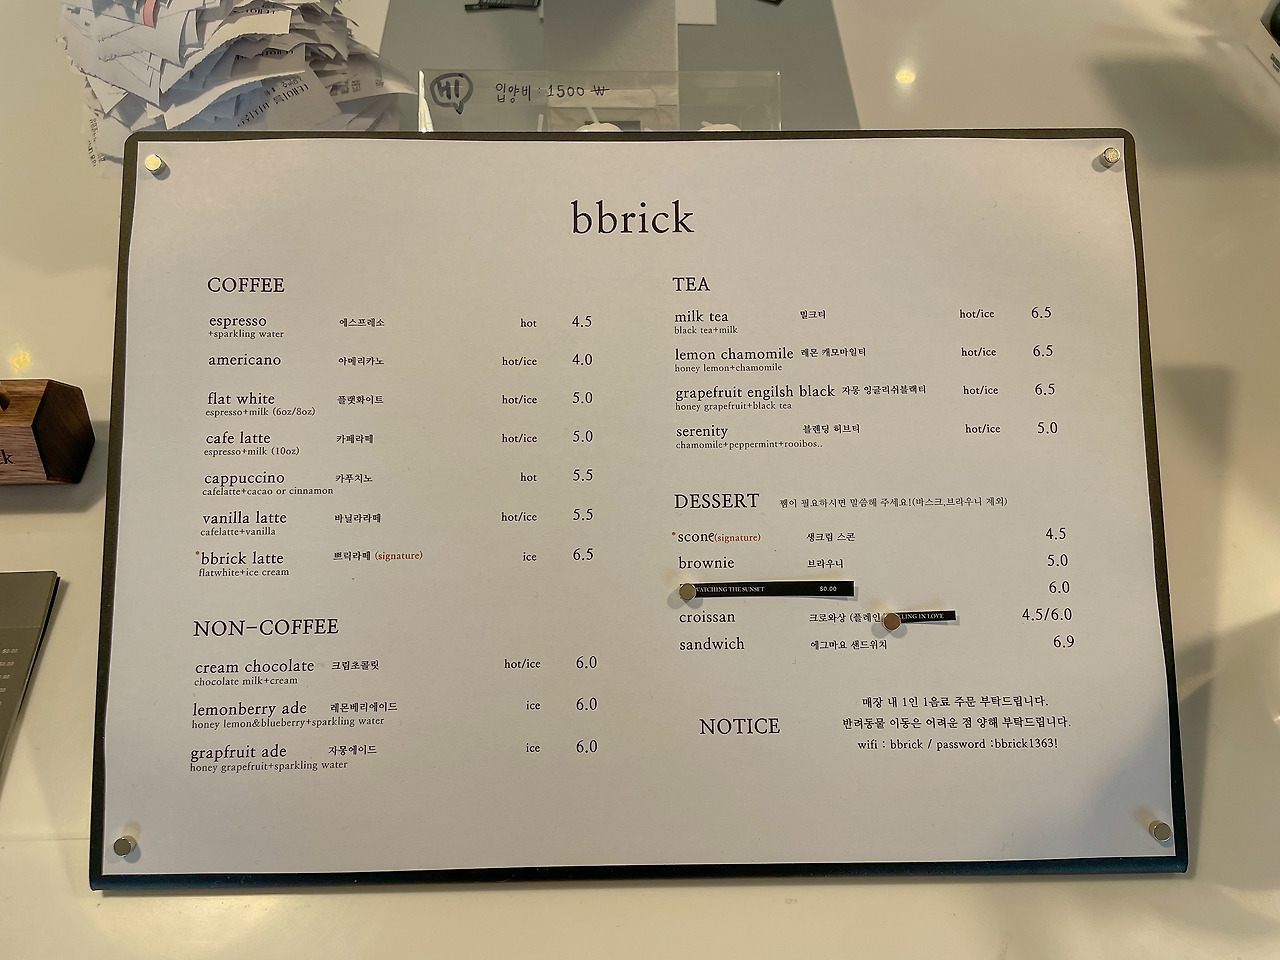 HI
입양비 : 1500 ₩
bbrick
COFFEE
espresso 에스프레소 hot 4.5
+sparkling water
americano 아메리카노 hot/ice 4.0
flat white 플랫화이트 hot/ice 5.0
espresso+milk (6oz/8oz)
cafe latte 카페라떼 hot/ice 5.0
espresso+milk (10oz)
cappuccino 카푸치노 hot 5.5
cafelatte+cacao or cinnamon
vanilla latte 바닐라라떼 hot/ice 5.5
cafelatte+vanilla
*bbrick latte 쁘릭라떼 (signature) ice 6.5
flatwhite+ice cream
NON-COFFEE
cream chocolate 크림초콜릿 hot/ice 6.0
chocolate milk+cream
lemonberry ade 레몬베리에이드 ice 6.0
honey lemon&blueberry+sparkling water
grapfruit ade 자몽에이드 ice 6.0
honey grapefruit+sparkling water
TEA
milk tea 밀크티 hot/ice 6.5
black tea+milk
lemon chamomile 레몬 캐모마일티 hot/ice 6.5
honey lemon+chamomile
grapefruit engilsh black 자몽 잉글리쉬블랙티 hot/ice 6.5
honey grapefruit+black tea
serenity 블렌딩 허브티 hot/ice 5.0
chamomile+peppermint+rooibos..
DESSERT 잼이 필요하시면 말씀해 주세요!(바스크,브라우니 제외)
*scone(signature) 생크림 스콘 4.5
brownie 브라우니 5.0
WATCHING THE SUNSET $0.00 6.0
croissan 크로와상 (플레인 LING IN LOVE 4.5/6.0
sandwich 에그마요 샌드위치 6.9
NOTICE
매장 내 1인 1음료 주문 부탁드립니다.
반려동물 이동은 어려운 점 양해 부탁드립니다.
wifi : bbrick / password :bbrick1363!